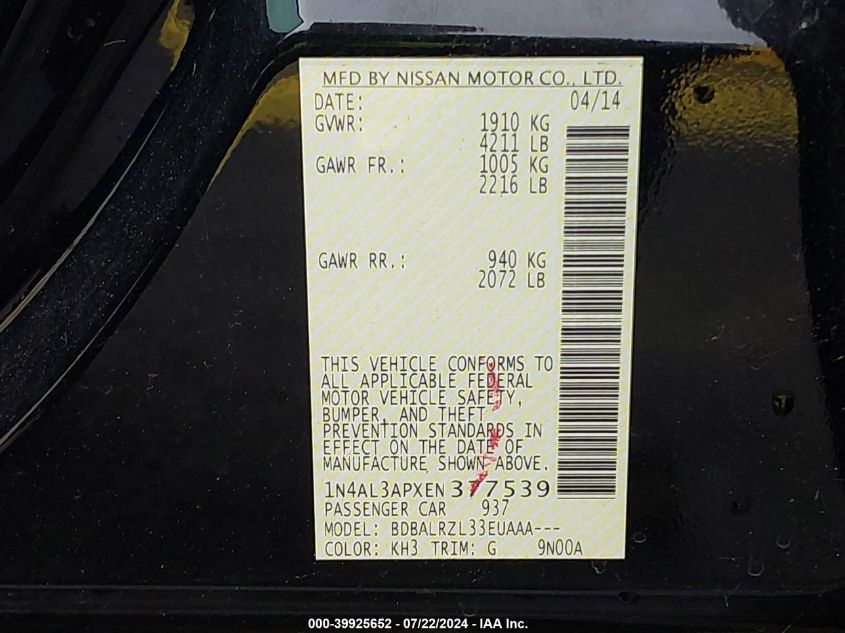 MFD BY NISSAN MOTOR CO., LTD.
DATE: 04/14
GVWR: 1910 KG
4211 LB
GAWR FR.: 1005 KG
2216 LB
GAWR RR.: 940 KG
2072 LB
THIS VEHICLE CONFORMS TO
ALL APPLICABLE FEDERAL
MOTOR VEHICLE SAFETY,
BUMPER, AND THEFT
PREVENTION STANDARDS IN
EFFECT ON THE DATE OF
MANUFACTURE SHOWN ABOVE.
1N4AL3APXEN377539
PASSENGER CAR 937
MODEL: BDBALRZL33EUAAA---
COLOR: KH3 TRIM: G 9N00A
000-39925652 - 07/22/2024 - IAA Inc.